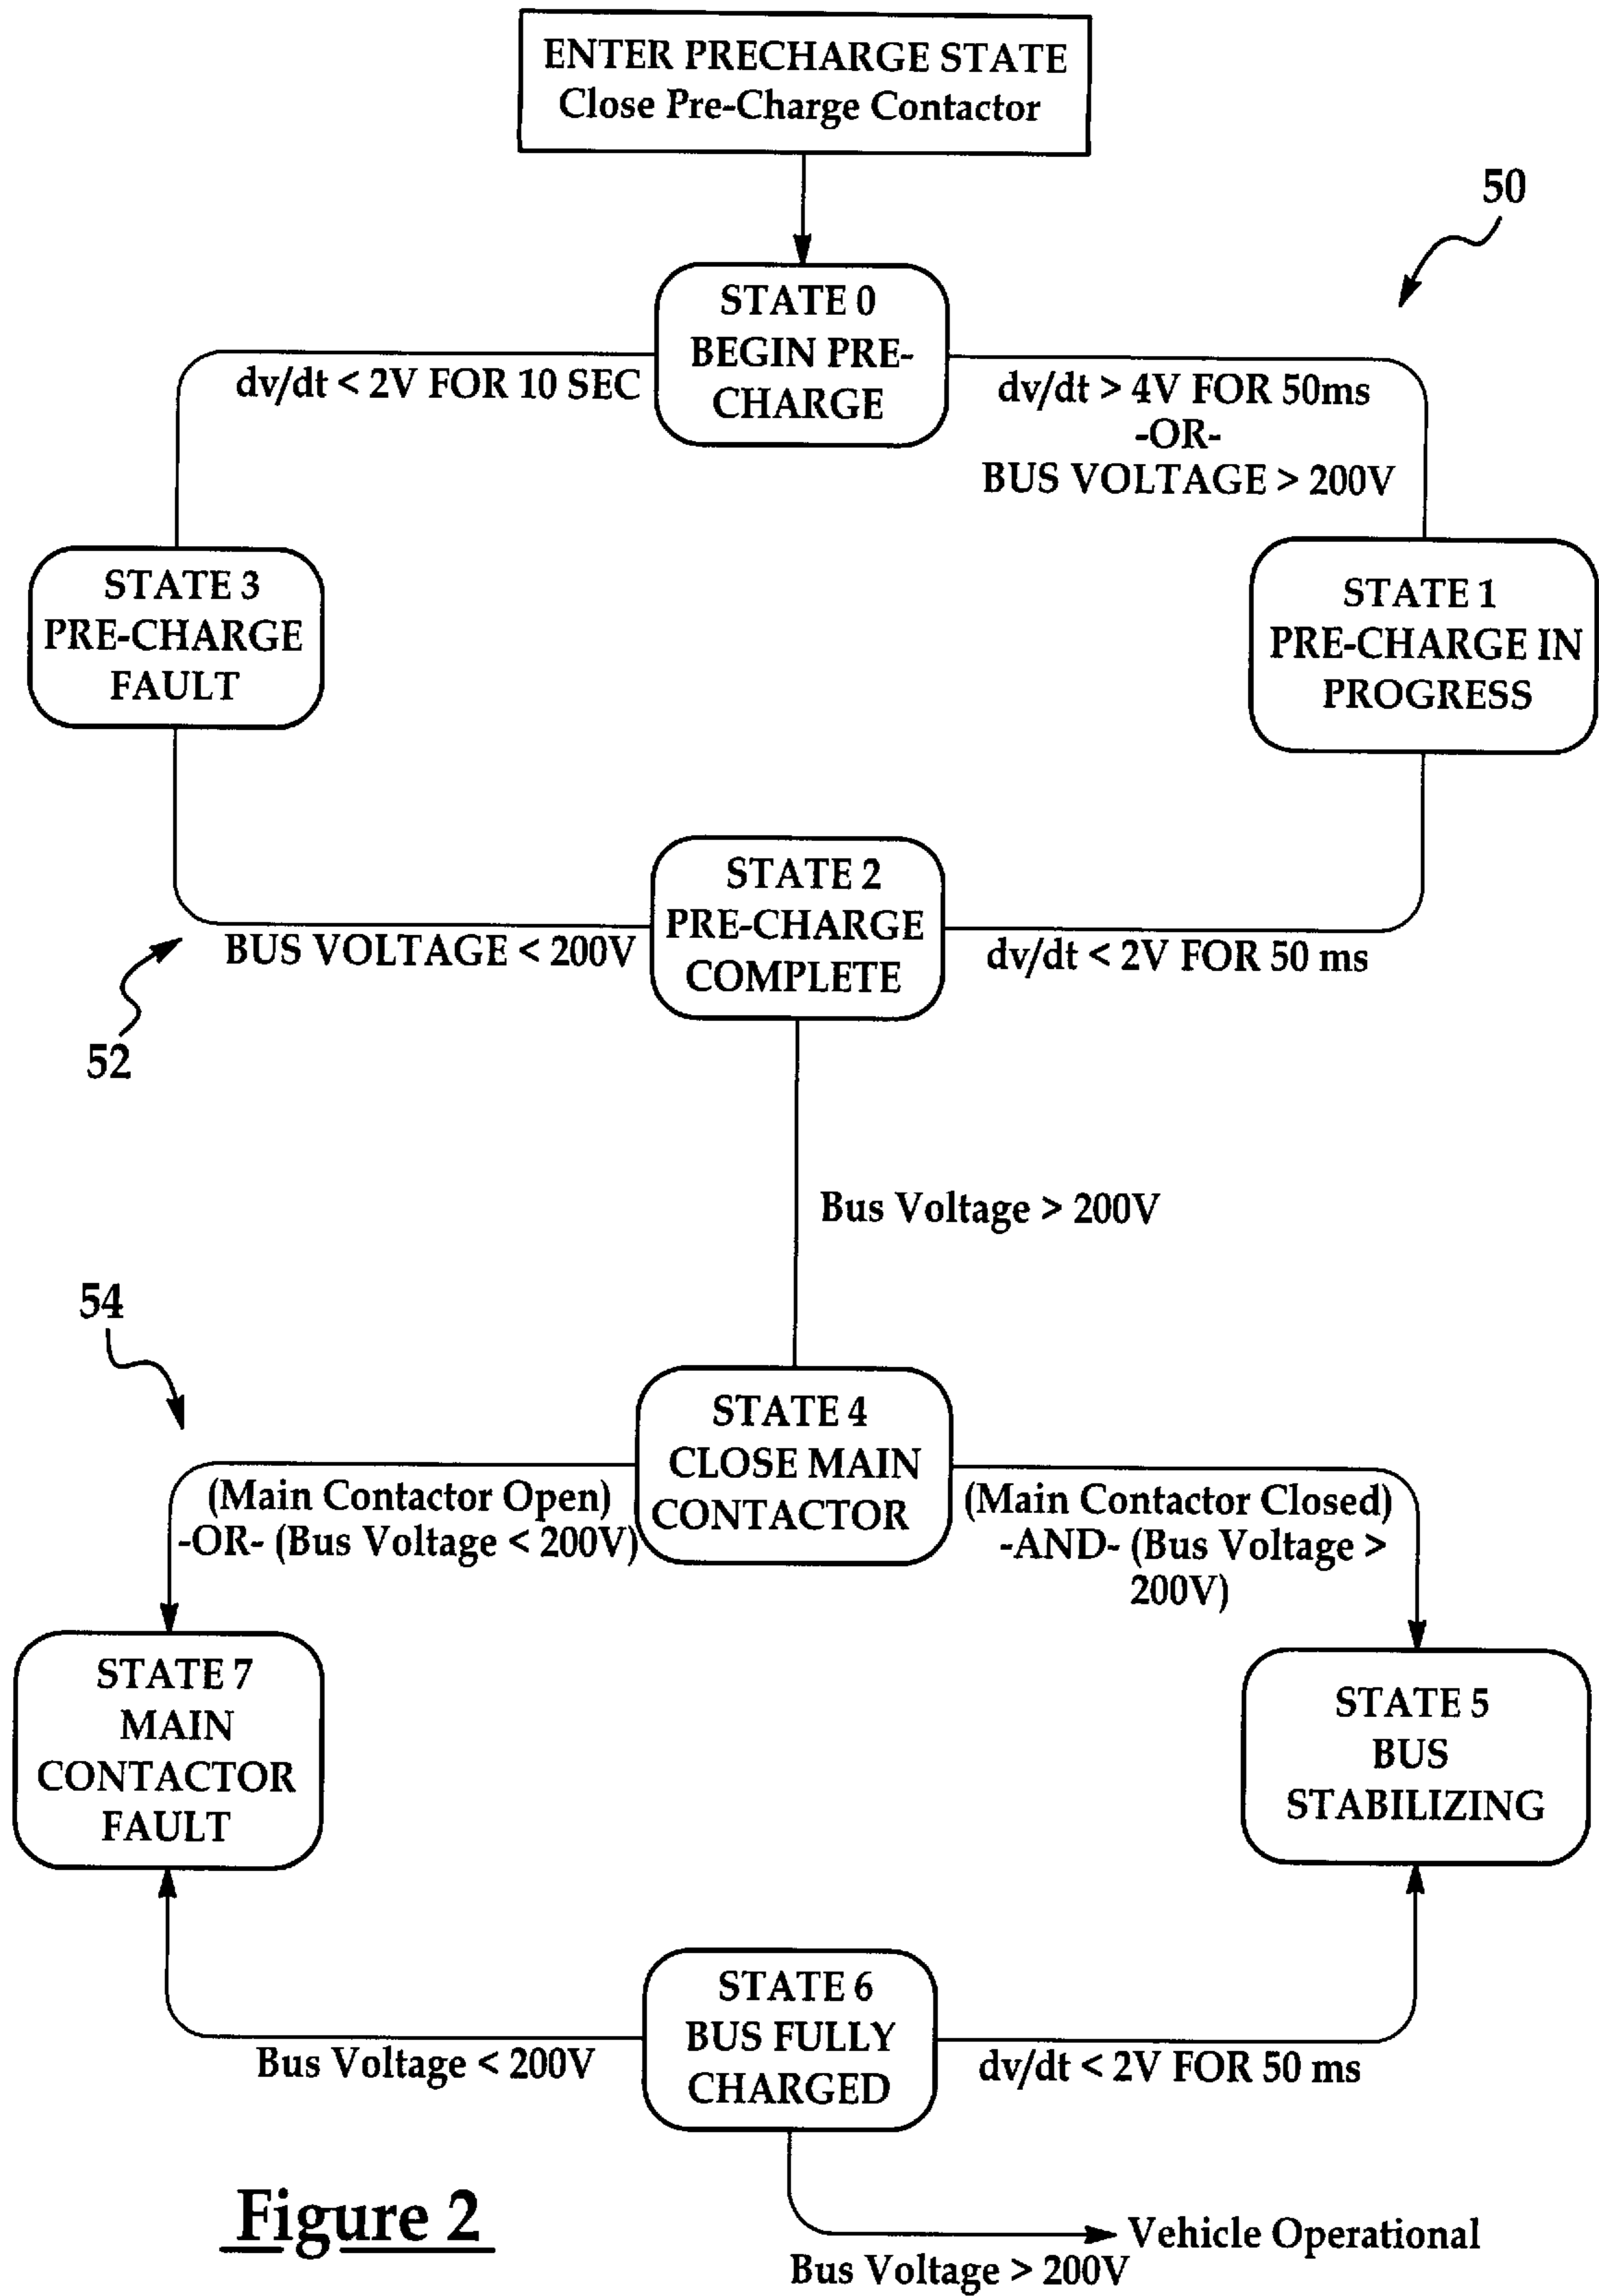 ENTER PRECHARGE STATE
Close Pre-Charge Contactor
50
STATE 0
BEGIN PRE-
CHARGE
dv/dt < 2V FOR 10 SEC
dv/dt > 4V FOR 50ms
-OR-
BUS VOLTAGE > 200V
STATE 3
PRE-CHARGE
FAULT
STATE 1
PRE-CHARGE IN
PROGRESS
STATE 2
PRE-CHARGE
COMPLETE
BUS VOLTAGE < 200V
dv/dt < 2V FOR 50 ms
52
Bus Voltage > 200V
54
STATE 4
CLOSE MAIN
CONTACTOR
(Main Contactor Open)
-OR- (Bus Voltage < 200V)
(Main Contactor Closed)
-AND- (Bus Voltage >
200V)
STATE 7
MAIN
CONTACTOR
FAULT
STATE 5
BUS
STABILIZING
STATE 6
BUS FULLY
CHARGED
Bus Voltage < 200V
dv/dt < 2V FOR 50 ms
Vehicle Operational
Bus Voltage > 200V
Figure 2